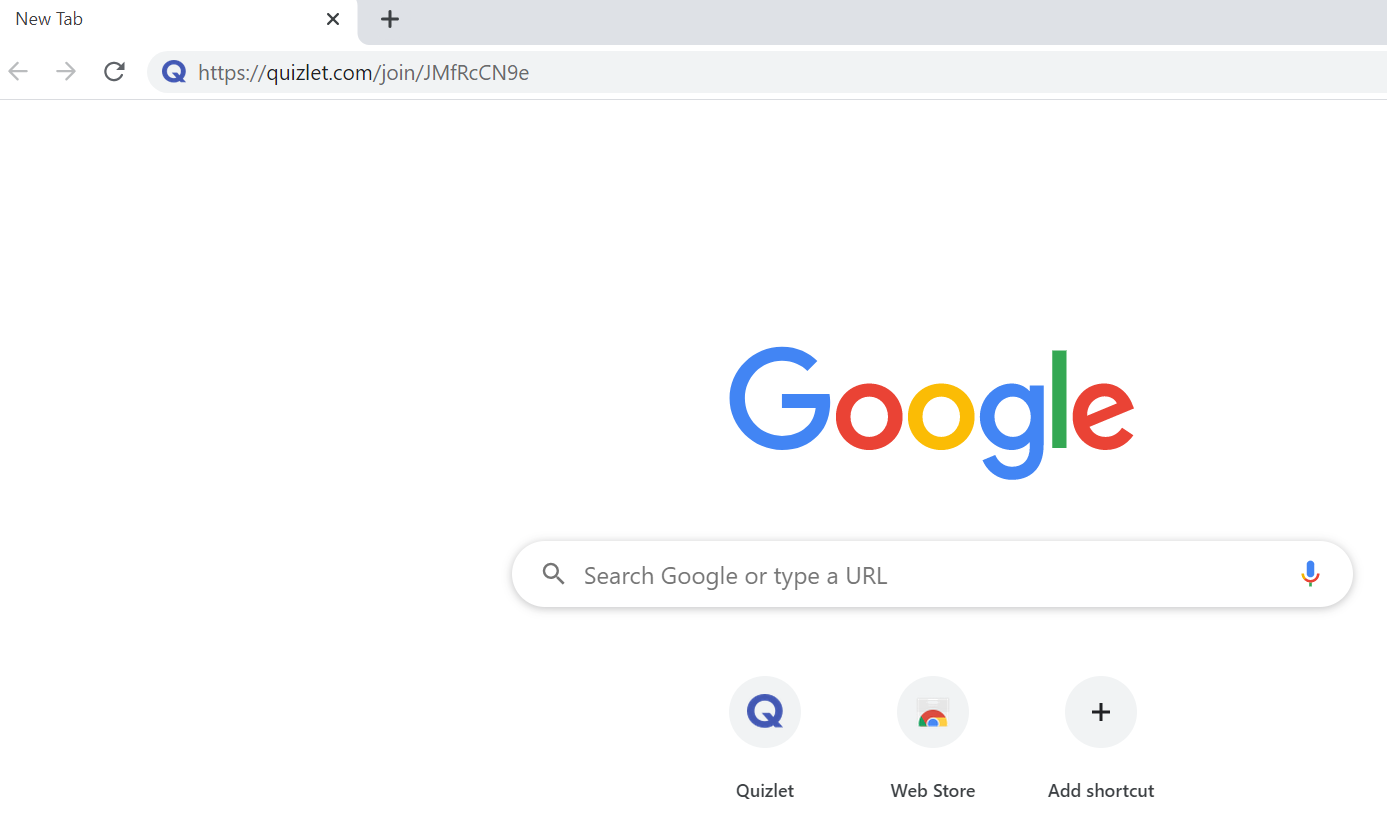 New Tab
https://quizlet.com/join/JMfRcCN9e
Google
Search Google or type a URL
Quizlet
Web Store
Add shortcut